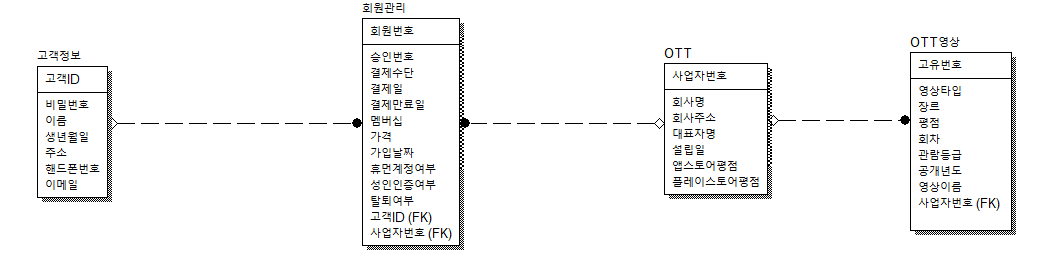 고객정보
고객ID
비밀번호
이름
생년월일
주소
핸드폰번호
이메일
회원관리
회원번호
승인번호
결제수단
결제일
결제만료일
멤버십
가격
가입날짜
휴먼계정여부
성인인증여부
탈퇴여부
고객ID (FK)
사업자번호 (FK)
OTT
사업자번호
회사명
회사주소
대표자명
설립일
앱스토어평점
플레이스토어평점
OTT영상
고유번호
영상타입
장르
평점
회차
관람등급
공개년도
영상이름
사업자번호 (FK)